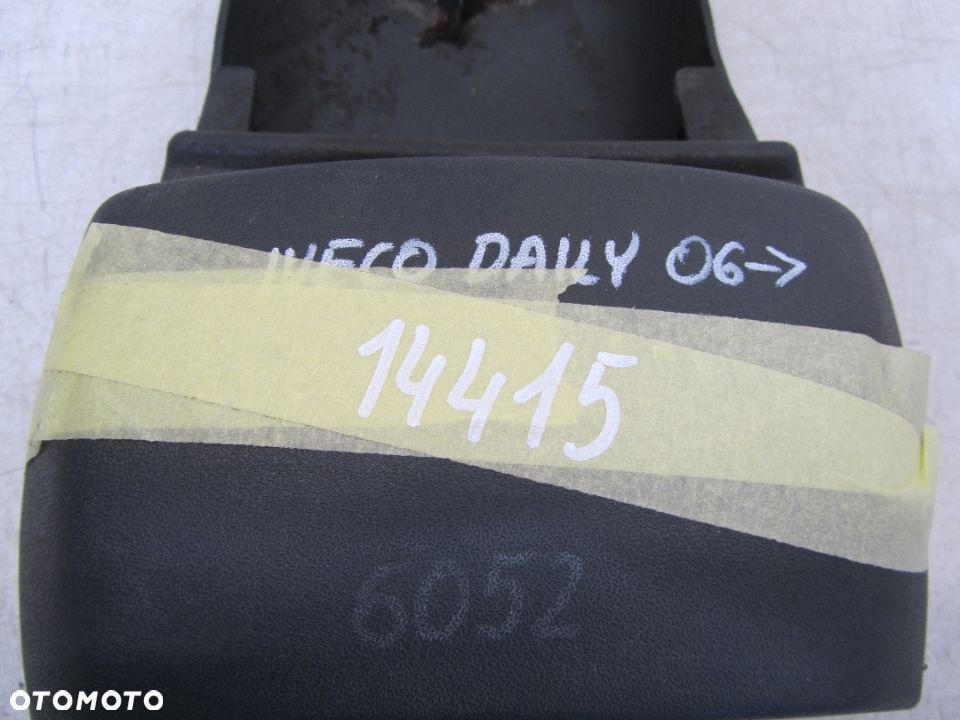 IVECO DAILY 06->
14415
6052
OTOMOTO